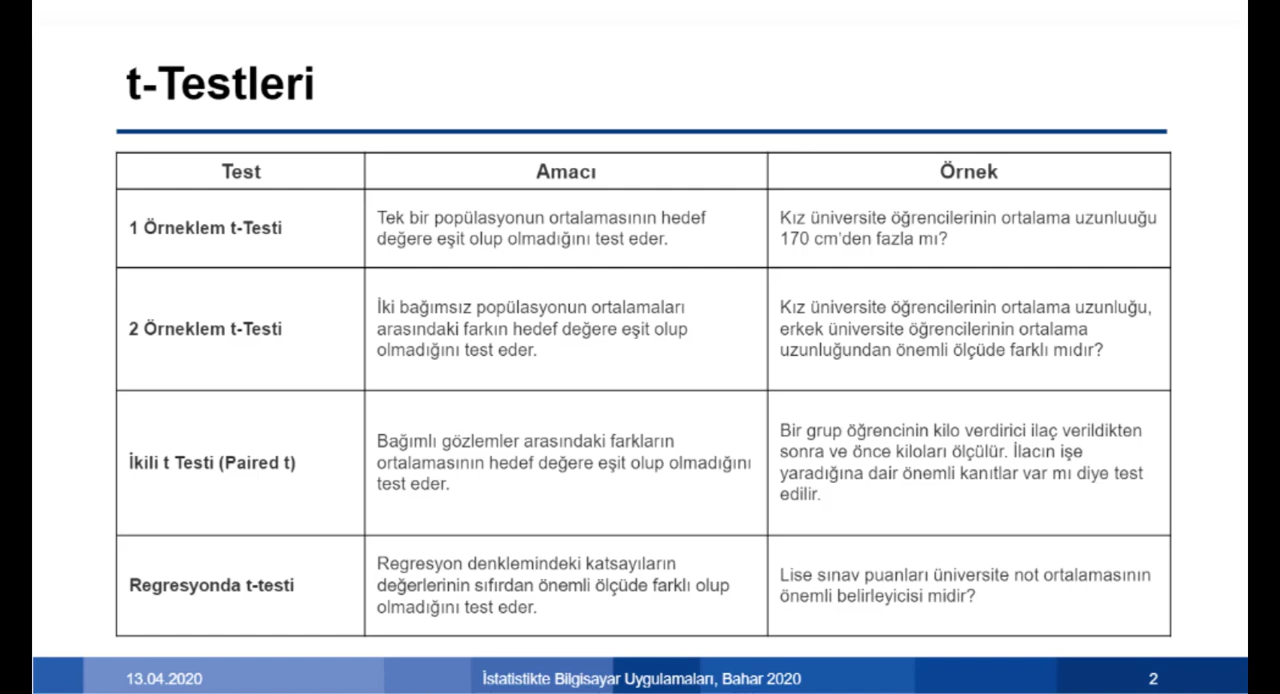 t-Testleri
Test
Amacı
Örnek
1 Örneklem t-Testi
Tek bir popülasyonun ortalamasının hedef
değere eşit olup olmadığını test eder.
Kız üniversite öğrencilerinin ortalama uzunluuğu
170 cm'den fazla mı?
2 Örneklem t-Testi
İki bağımsız popülasyonun ortalamaları
arasındaki farkın hedef değere eşit olup
olmadığını test eder.
Kız üniversite öğrencilerinin ortalama uzunluğu,
erkek üniversite öğrencilerinin ortalama
uzunluğundan önemli ölçüde farklı mıdır?
İkili t Testi (Paired t)
Bağımlı gözlemler arasındaki farkların
ortalamasının hedef değere eşit olup olmadığını
test eder.
Bir grup öğrencinin kilo verdirici ilaç verildikten
sonra ve önce kiloları ölçülür. İlacın işe
yaradığına dair önemli kanıtlar var mı diye test
edilir.
Regresyonda t-testi
Regresyon denklemindeki katsayıların
değerlerinin sıfırdan önemli ölçüde farklı olup
olmadığını test eder.
Lise sınav puanları üniversite not ortalamasının
önemli belirleyicisi midir?
13.04.2020
İstatistikte Bilgisayar Uygulamaları, Bahar 2020
2